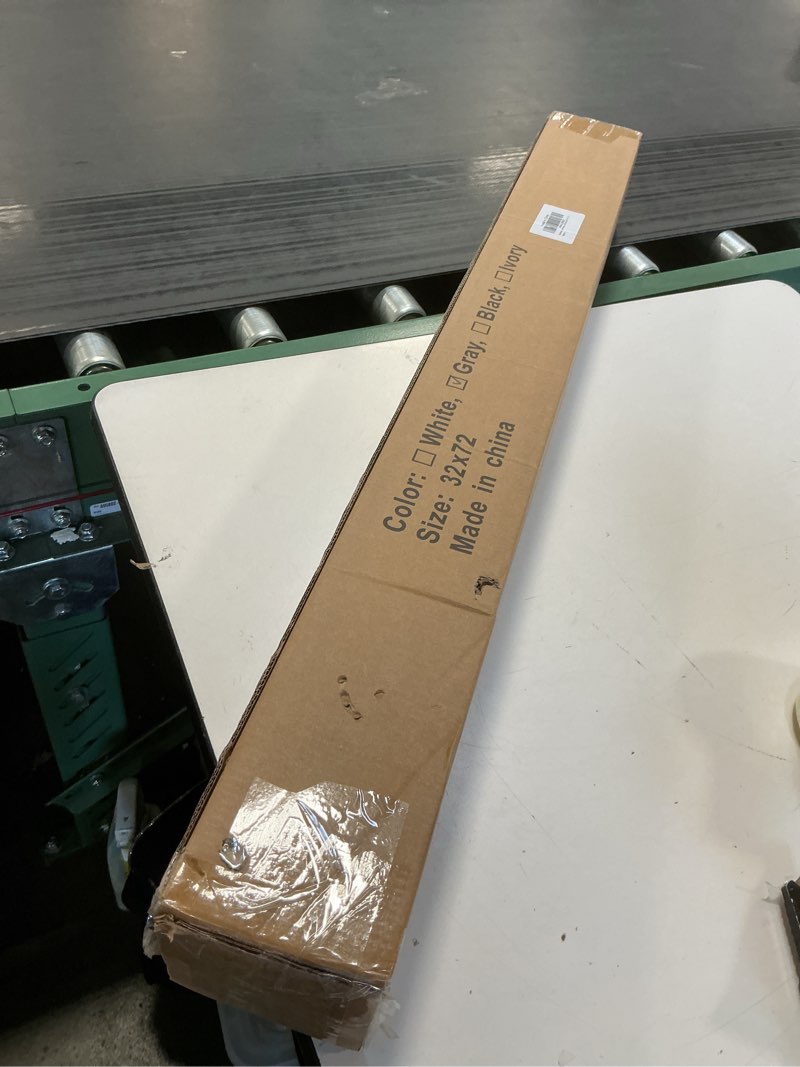 Color: ☐ White, ☑ Gray, ☐ Black, ☐ Ivory
Size: 32x72
Made in china